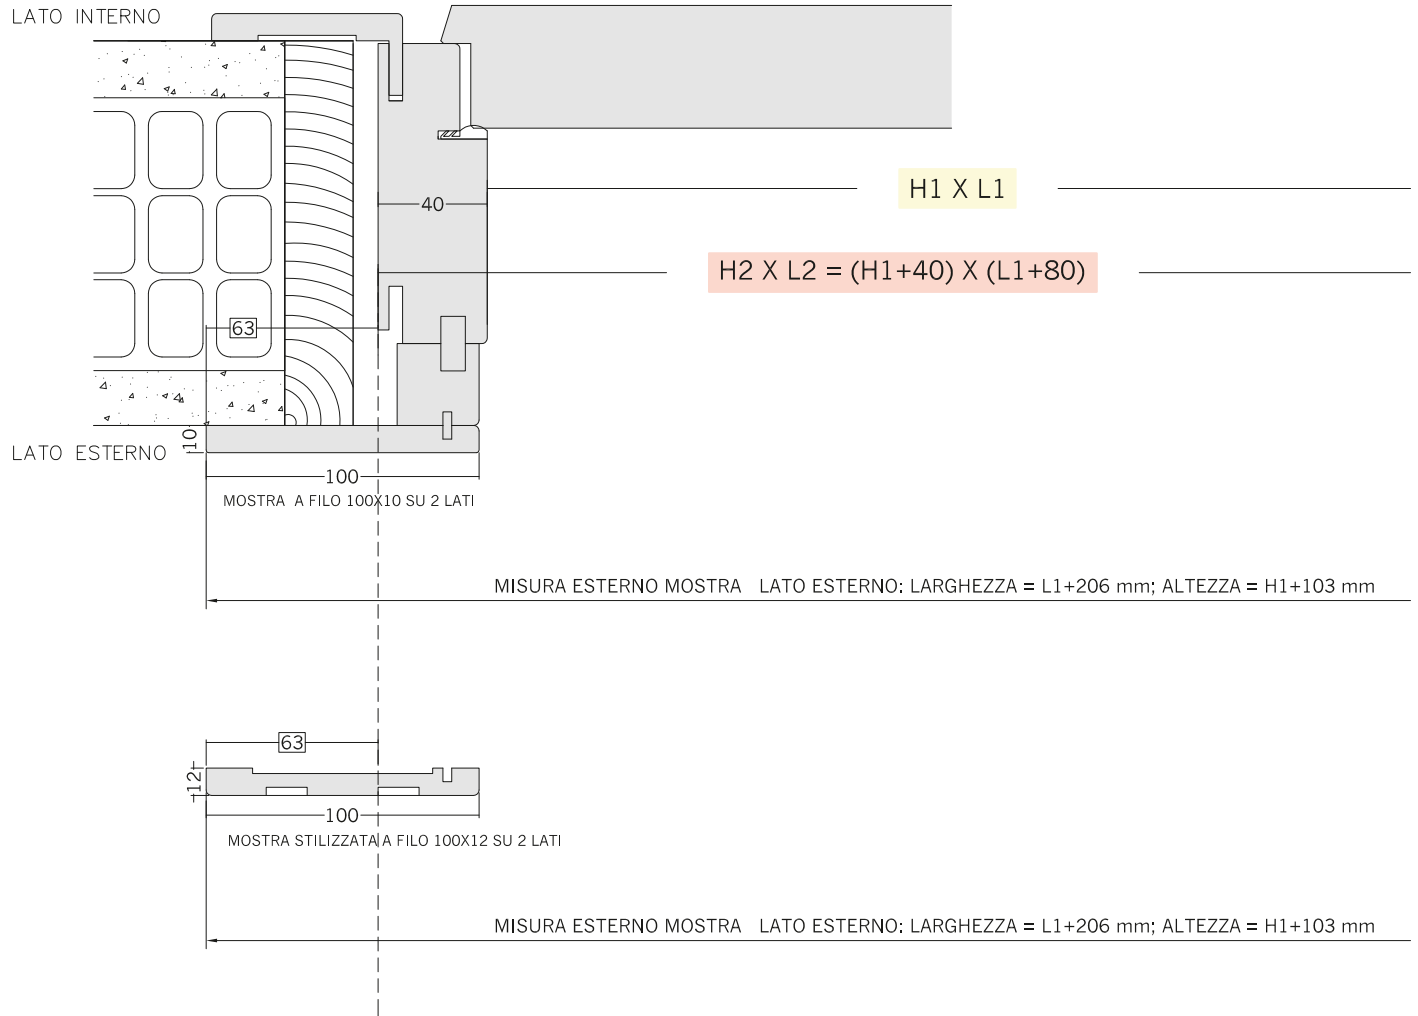 LATO INTERNO
H1 X L1
40
H2 X L2 = (H1+40) X (L1+80)
63
10
LATO ESTERNO
100
MOSTRA A FILO 100X10 SU 2 LATI
MISURA ESTERNO MOSTRA LATO ESTERNO: LARGHEZZA = L1+206 mm; ALTEZZA = H1+103 mm
63
12
100
MOSTRA STILIZZATA A FILO 100X12 SU 2 LATI
MISURA ESTERNO MOSTRA LATO ESTERNO: LARGHEZZA = L1+206 mm; ALTEZZA = H1+103 mm